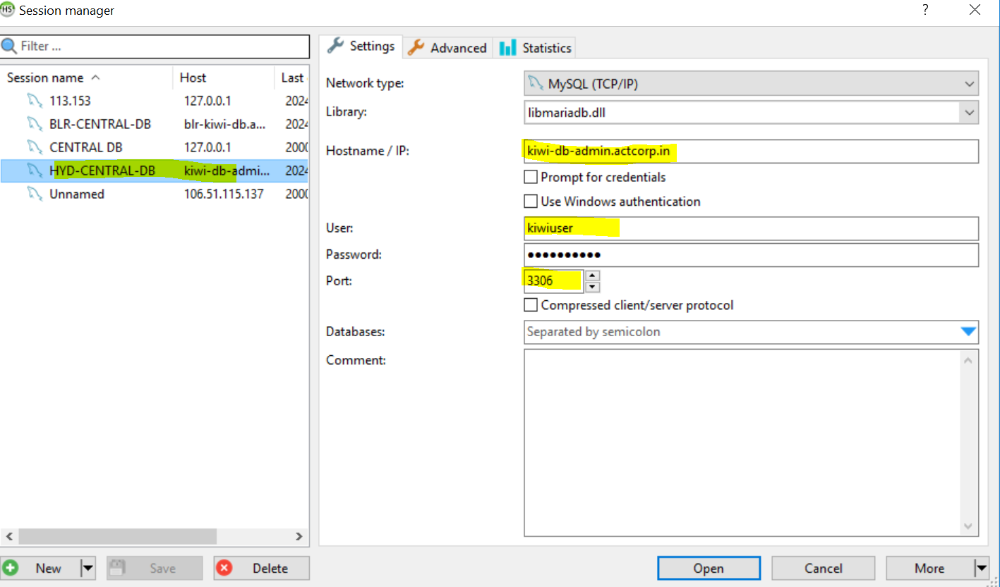 HS Session manager ?
Filter ...
Session name Host Last
113.153 127.0.0.1 2024
BLR-CENTRAL-DB blr-kiwi-db.a... 2024
CENTRAL DB 127.0.0.1 2000
HYD-CENTRAL-DB kiwi-db-admi... 2024
Unnamed 106.51.115.137 2000
Settings Advanced Statistics
Network type: MySQL (TCP/IP)
Library: libmariadb.dll
Hostname / IP: kiwi-db-admin.actcorp.in
Prompt for credentials
Use Windows authentication
User: kiwiuser
Password: ●●●●●●●●●●
Port: 3306
Compressed client/server protocol
Databases: Separated by semicolon
Comment:
New Save Delete Open Cancel More